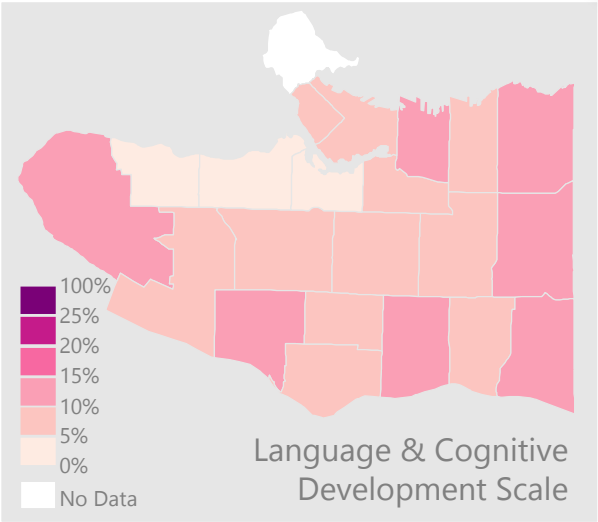 100%
25%
20%
15%
10%
5%
0%
No Data
Language & Cognitive
Development Scale